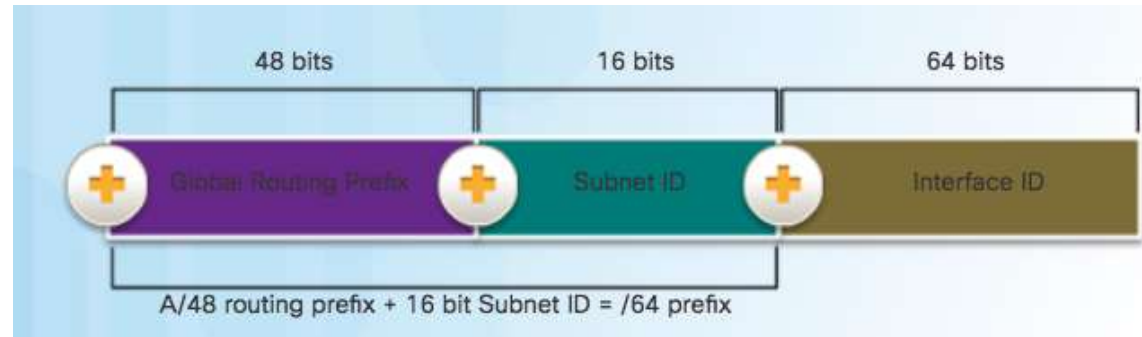 48 bits
16 bits
64 bits
Global Routing Prefix
Subnet ID
Interface ID
A/48 routing prefix + 16 bit Subnet ID = /64 prefix